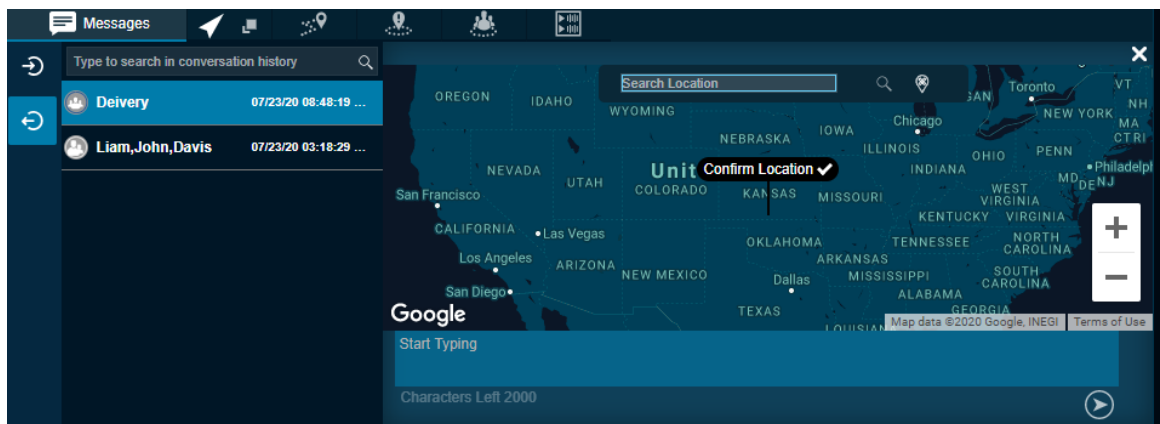 Messages
Type to search in conversation history
Deivery 07/23/20 08:48:19 ...
Liam,John,Davis 07/23/20 03:18:29 ...
Search Location
OREGON
IDAHO
WYOMING
Toronto
VT
NH
NEW YORK
MA
CT RI
Chicago
IOWA
NEBRASKA
ILLINOIS
INDIANA
OHIO
PENN
Philadelph
MD
DE NJ
NEVADA
UTAH
Unit
Confirm Location
COLORADO
KANSAS
MISSOURI
WEST
VIRGINIA
KENTUCKY
VIRGINIA
San Francisco
CALIFORNIA
Las Vegas
OKLAHOMA
TENNESSEE
NORTH
CAROLINA
Los Angeles
ARIZONA
NEW MEXICO
ARKANSAS
Dallas
MISSISSIPPI
SOUTH
CAROLINA
San Diego
ALABAMA
TEXAS
GEORGIA
Google
Map data ©2020 Google, INEGI
Terms of Use
Start Typing
Characters Left 2000